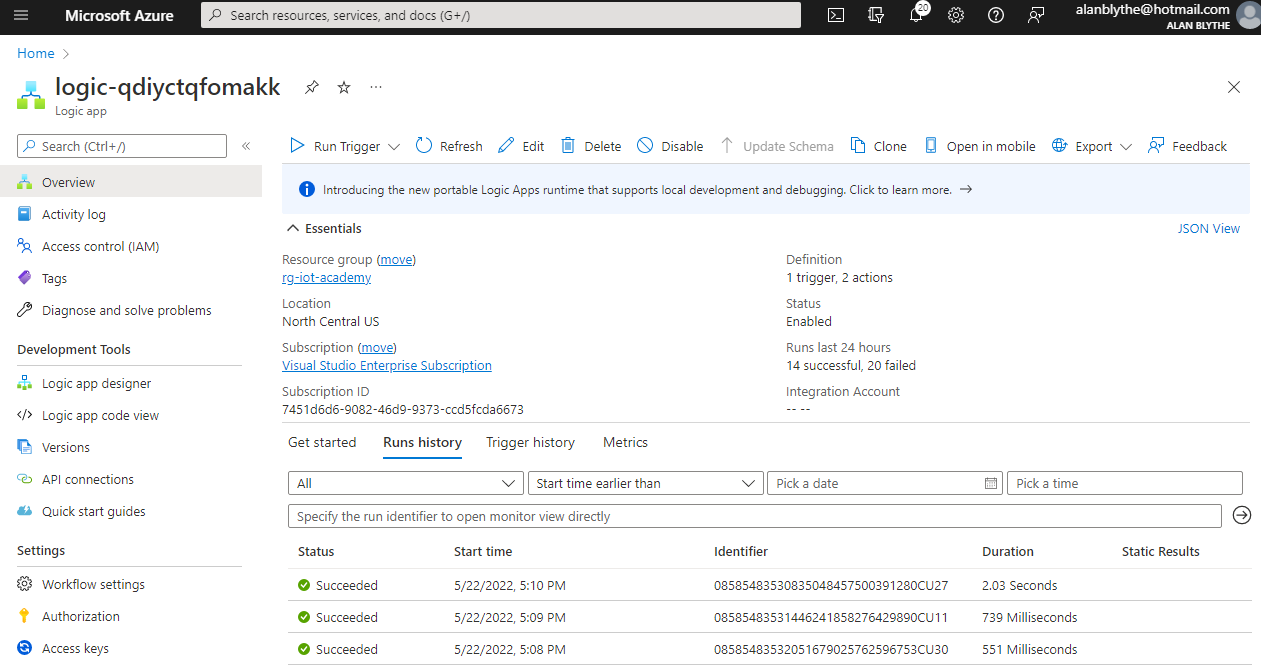 Microsoft Azure
Search resources, services, and docs (G+/)
20
alanblythe@hotmail.com
ALAN BLYTHE
Home
logic-qdiyctqfomakk
Logic app
Search (Ctrl+/)
Run Trigger
Refresh
Edit
Delete
Disable
Update Schema
Clone
Open in mobile
Export
Feedback
Overview
Activity log
Access control (IAM)
Tags
Diagnose and solve problems
Development Tools
Logic app designer
Logic app code view
Versions
API connections
Quick start guides
Settings
Workflow settings
Authorization
Access keys
Introducing the new portable Logic Apps runtime that supports local development and debugging. Click to learn more.
Essentials
JSON View
Resource group (move)
rg-iot-academy
Location
North Central US
Subscription (move)
Visual Studio Enterprise Subscription
Subscription ID
7451d6d6-9082-46d9-9373-ccd5fcda6673
Definition
1 trigger, 2 actions
Status
Enabled
Runs last 24 hours
14 successful, 20 failed
Integration Account
-- --
Get started
Runs history
Trigger history
Metrics
All
Start time earlier than
Pick a date
Pick a time
Specify the run identifier to open monitor view directly
Status Start time Identifier Duration Static Results
Succeeded 5/22/2022, 5:10 PM 08585483530835048457500391280CU27 2.03 Seconds
Succeeded 5/22/2022, 5:09 PM 08585483531446241858276429890CU11 739 Milliseconds
Succeeded 5/22/2022, 5:08 PM 08585483532051679025762596753CU30 551 Milliseconds